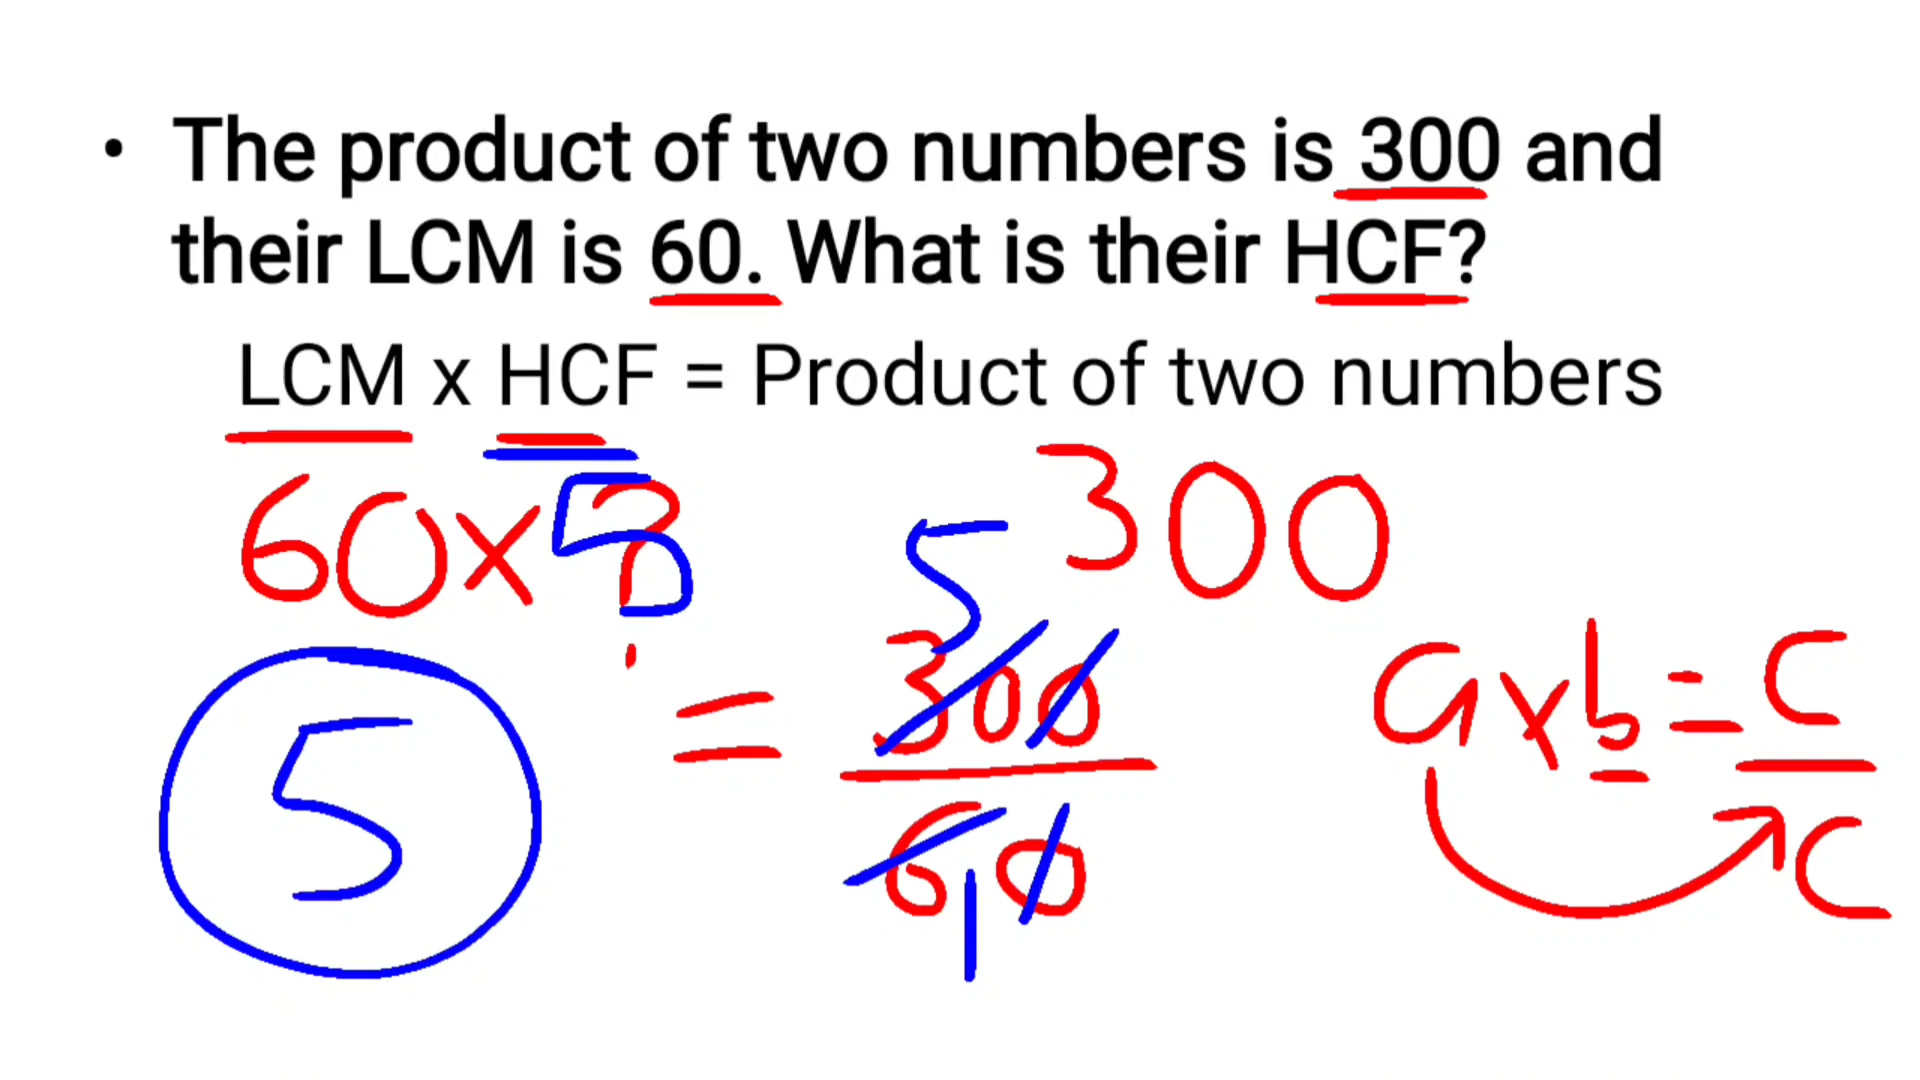 • The product of two numbers is 300 and
their LCM is 60. What is their HCF?
LCM x HCF = Product of two numbers
60x5 300
5 = 300 axb = C
5
60 C
1